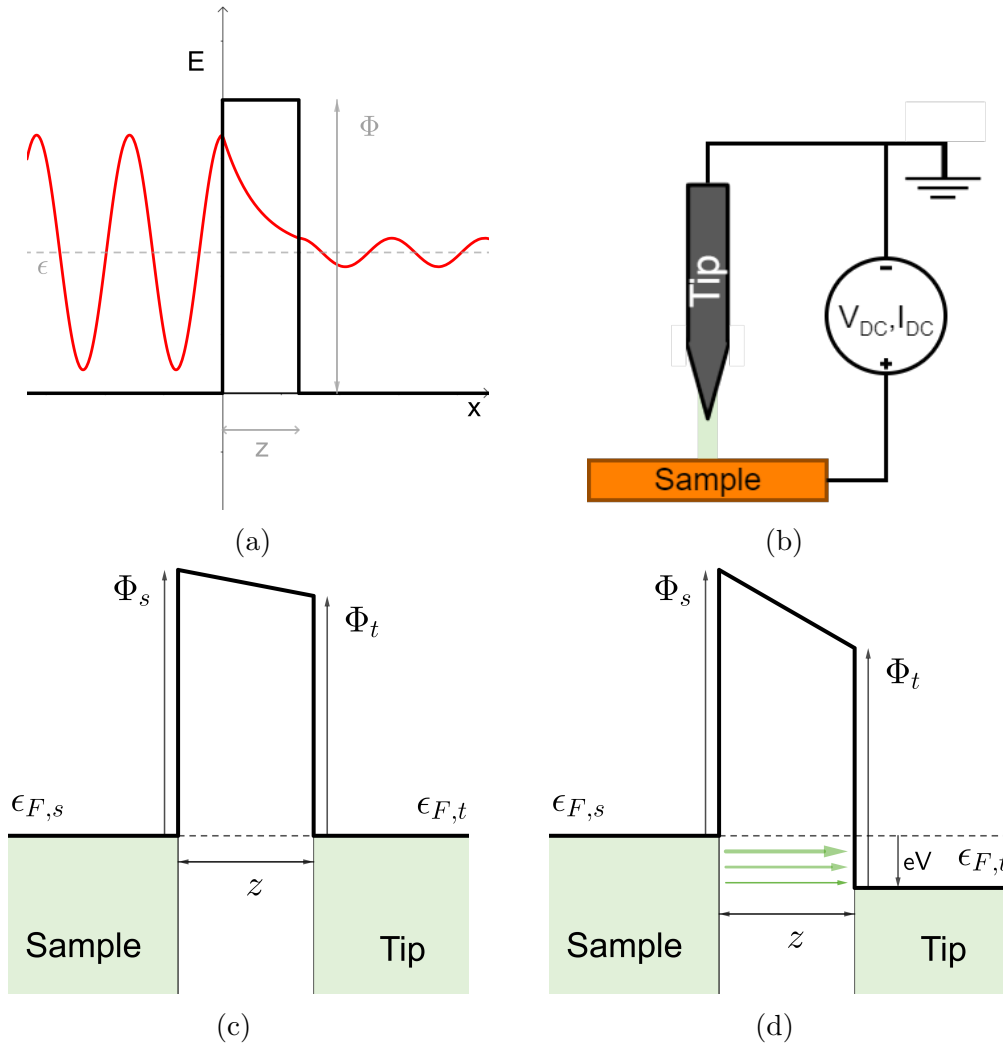 E
Φ
ϵ
x
z
(a)
Tip
-
V_DC,I_DC
+
Sample
(b)
Φ_s
Φ_t
ϵ_F,s
ϵ_F,t
z
Sample
Tip
(c)
Φ_s
Φ_t
ϵ_F,s
eV
ϵ_F,t
z
Sample
Tip
(d)